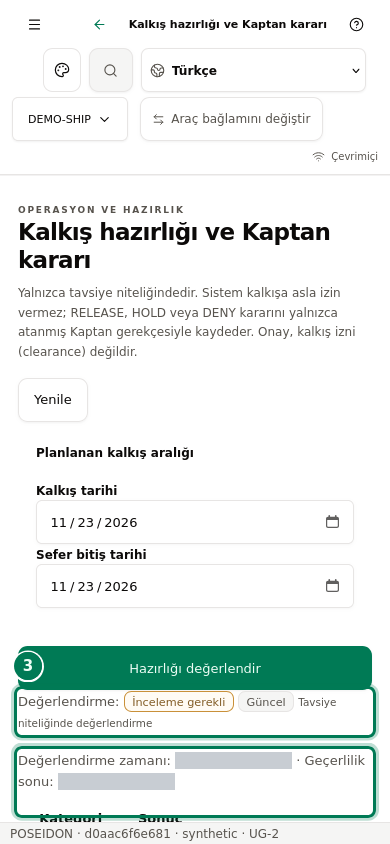 Kalkış hazırlığı ve Kaptan kararı
Türkçe
DEMO-SHIP
Araç bağlamını değiştir
Çevrimiçi
OPERASYON VE HAZIRLIK
Kalkış hazırlığı ve Kaptan
kararı
Yalnızca tavsiye niteliğindedir. Sistem kalkışa asla izin
vermez; RELEASE, HOLD veya DENY kararını yalnızca
atanmış Kaptan gerekçesiyle kaydeder. Onay, kalkış izni
(clearance) değildir.
Yenile
Planlanan kalkış aralığı
Kalkış tarihi
11/23/2026
Sefer bitiş tarihi
11/23/2026
3
Hazırlığı değerlendir
Değerlendirme: İnceleme gerekli Güncel Tavsiye
niteliğinde değerlendirme
Değerlendirme zamanı: · Geçerlilik
sonu:
Kategori Sonuç
POSEIDON · d0aac6f6e681 · synthetic · UG-2